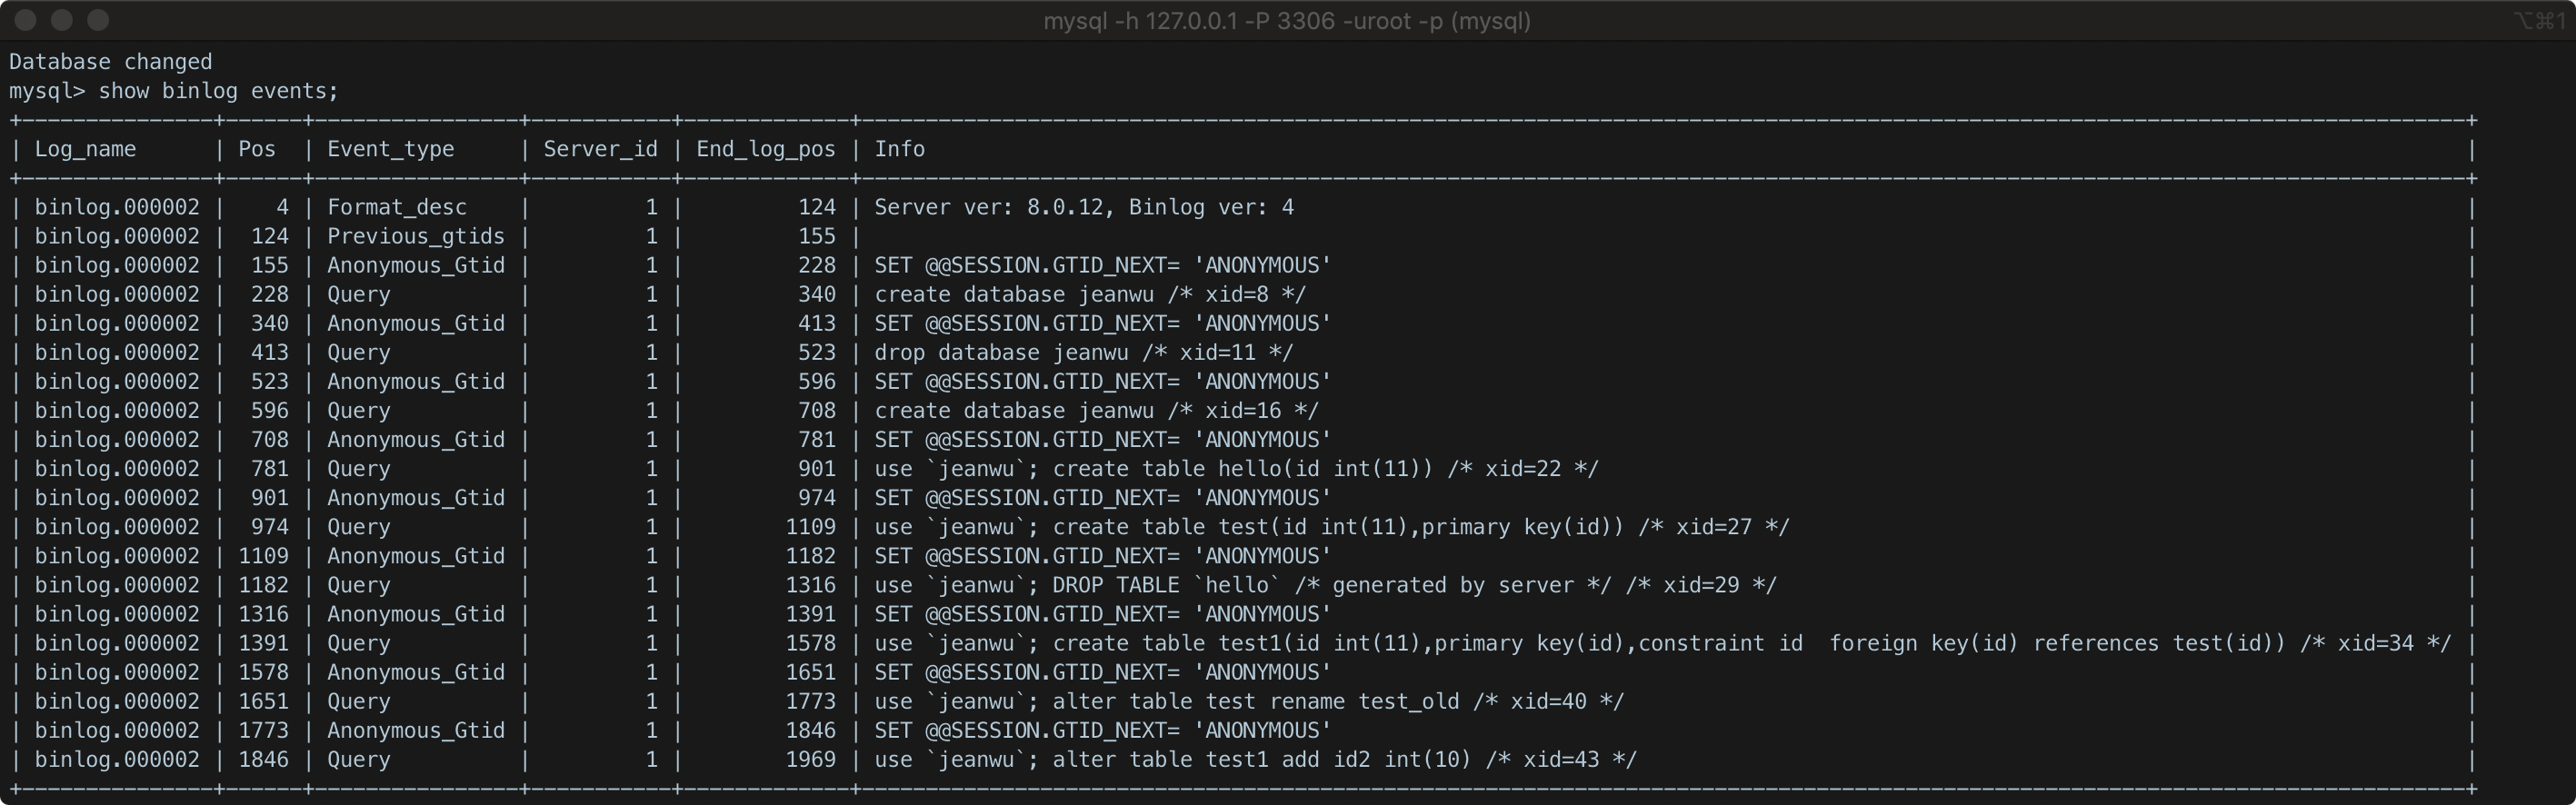 mysql -h 127.0.0.1 -P 3306 -uroot -p (mysql)
⌥⌘1
Database changed
mysql> show binlog events;
| Log_name | Pos | Event_type | Server_id | End_log_pos | Info |
| binlog.000002 | 4 | Format_desc | 1 | 124 | Server ver: 8.0.12, Binlog ver: 4 |
| binlog.000002 | 124 | Previous_gtids | 1 | 155 | |
| binlog.000002 | 155 | Anonymous_Gtid | 1 | 228 | SET @@SESSION.GTID_NEXT= 'ANONYMOUS' |
| binlog.000002 | 228 | Query | 1 | 340 | create database jeanwu /* xid=8 */ |
| binlog.000002 | 340 | Anonymous_Gtid | 1 | 413 | SET @@SESSION.GTID_NEXT= 'ANONYMOUS' |
| binlog.000002 | 413 | Query | 1 | 523 | drop database jeanwu /* xid=11 */ |
| binlog.000002 | 523 | Anonymous_Gtid | 1 | 596 | SET @@SESSION.GTID_NEXT= 'ANONYMOUS' |
| binlog.000002 | 596 | Query | 1 | 708 | create database jeanwu /* xid=16 */ |
| binlog.000002 | 708 | Anonymous_Gtid | 1 | 781 | SET @@SESSION.GTID_NEXT= 'ANONYMOUS' |
| binlog.000002 | 781 | Query | 1 | 901 | use `jeanwu`; create table hello(id int(11)) /* xid=22 */ |
| binlog.000002 | 901 | Anonymous_Gtid | 1 | 974 | SET @@SESSION.GTID_NEXT= 'ANONYMOUS' |
| binlog.000002 | 974 | Query | 1 | 1109 | use `jeanwu`; create table test(id int(11),primary key(id)) /* xid=27 */ |
| binlog.000002 | 1109 | Anonymous_Gtid | 1 | 1182 | SET @@SESSION.GTID_NEXT= 'ANONYMOUS' |
| binlog.000002 | 1182 | Query | 1 | 1316 | use `jeanwu`; DROP TABLE `hello` /* generated by server */ /* xid=29 */ |
| binlog.000002 | 1316 | Anonymous_Gtid | 1 | 1391 | SET @@SESSION.GTID_NEXT= 'ANONYMOUS' |
| binlog.000002 | 1391 | Query | 1 | 1578 | use `jeanwu`; create table test1(id int(11),primary key(id),constraint id  foreign key(id) references test(id)) /* xid=34 */ |
| binlog.000002 | 1578 | Anonymous_Gtid | 1 | 1651 | SET @@SESSION.GTID_NEXT= 'ANONYMOUS' |
| binlog.000002 | 1651 | Query | 1 | 1773 | use `jeanwu`; alter table test rename test_old /* xid=40 */ |
| binlog.000002 | 1773 | Anonymous_Gtid | 1 | 1846 | SET @@SESSION.GTID_NEXT= 'ANONYMOUS' |
| binlog.000002 | 1846 | Query | 1 | 1969 | use `jeanwu`; alter table test1 add id2 int(10) /* xid=43 */ |